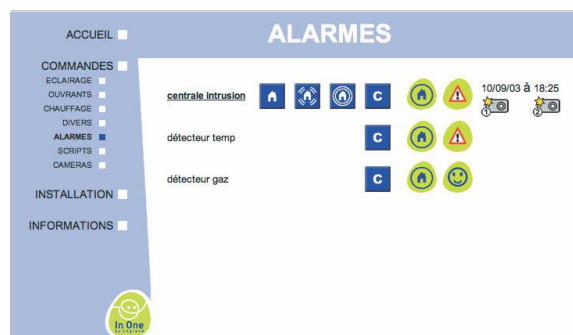 ALARMES
ACCUEIL
COMMANDES
ECLAIRAGE
OUVRANTS
CHAUFFAGE
DIVERS
ALARMES
SCRIPTS
CAMERAS
INSTALLATION
INFORMATIONS
centrale intrusion C 10/09/03 à 18:25
1 2
détecteur temp C
détecteur gaz C
In One
by Legrand